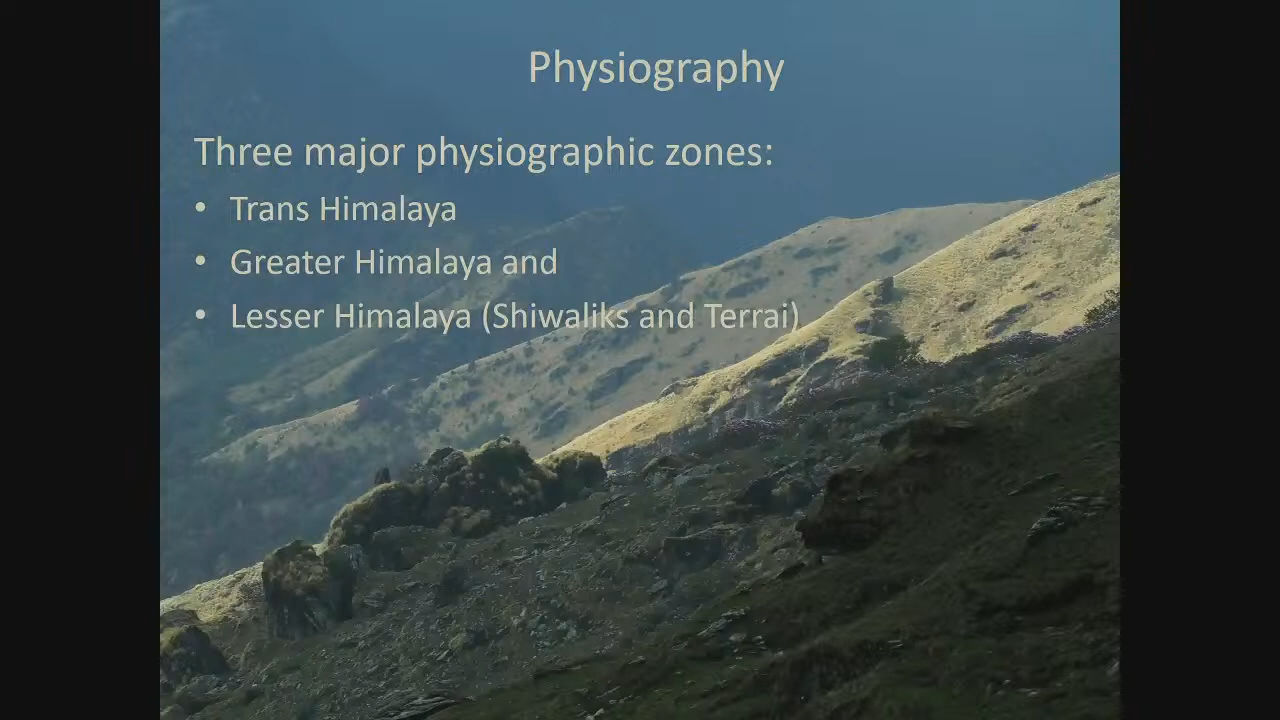 Physiography
Three major physiographic zones:
• Trans Himalaya
• Greater Himalaya and
• Lesser Himalaya (Shiwaliks and Terrai)